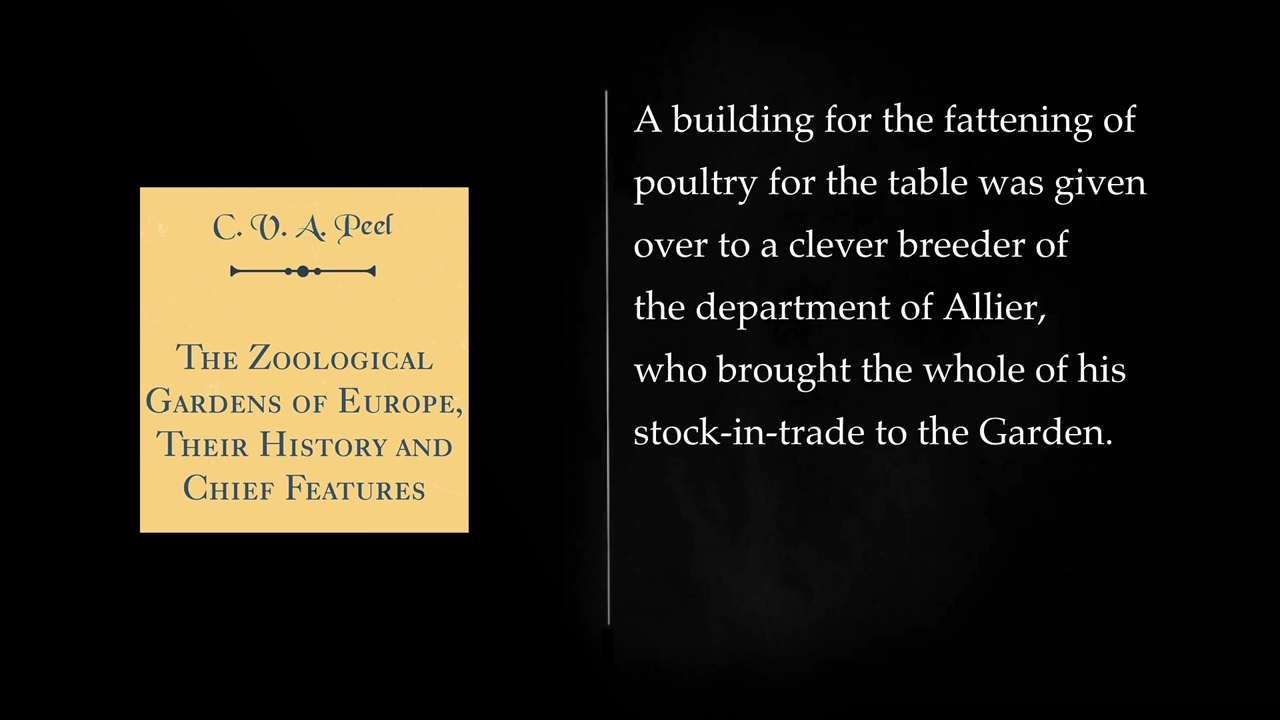 C. V. A. Peel
The Zoological
Gardens of Europe,
Their History and
Chief Features
A building for the fattening of
poultry for the table was given
over to a clever breeder of
the department of Allier,
who brought the whole of his
stock-in-trade to the Garden.